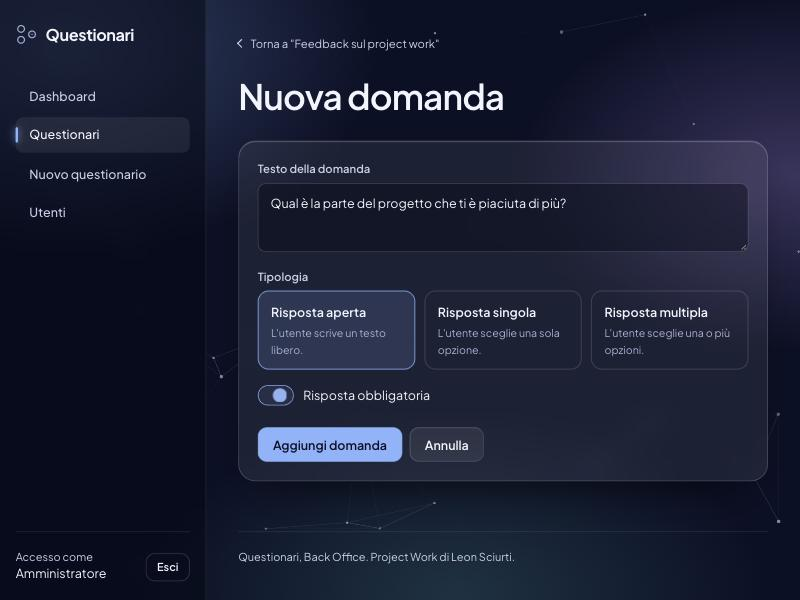 Questionari
Dashboard
Questionari
Nuovo questionario
Utenti
Accesso come
Amministratore
Esci
Torna a "Feedback sul project work"
Nuova domanda
Testo della domanda
Qual è la parte del progetto che ti è piaciuta di più?
Tipologia
Risposta aperta
L'utente scrive un testo
libero.
Risposta singola
L'utente sceglie una sola
opzione.
Risposta multipla
L'utente sceglie una o più
opzioni.
Risposta obbligatoria
Aggiungi domanda
Annulla
Questionari, Back Office. Project Work di Leon Sciurti.